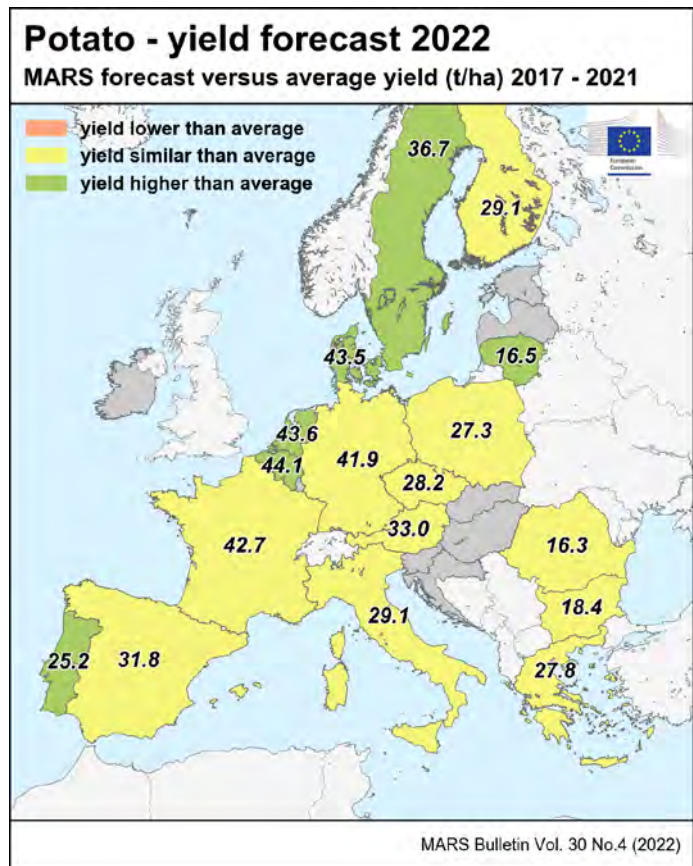 Potato - yield forecast 2022
MARS forecast versus average yield (t/ha) 2017 - 2021
yield lower than average
yield similar than average
yield higher than average
European
Commission
36.7
29.1
43.5
16.5
43.6
27.3
44.1
41.9
28.2
33.0
42.7
16.3
18.4
29.1
25.2
31.8
27.8
MARS Bulletin Vol. 30 No.4 (2022)